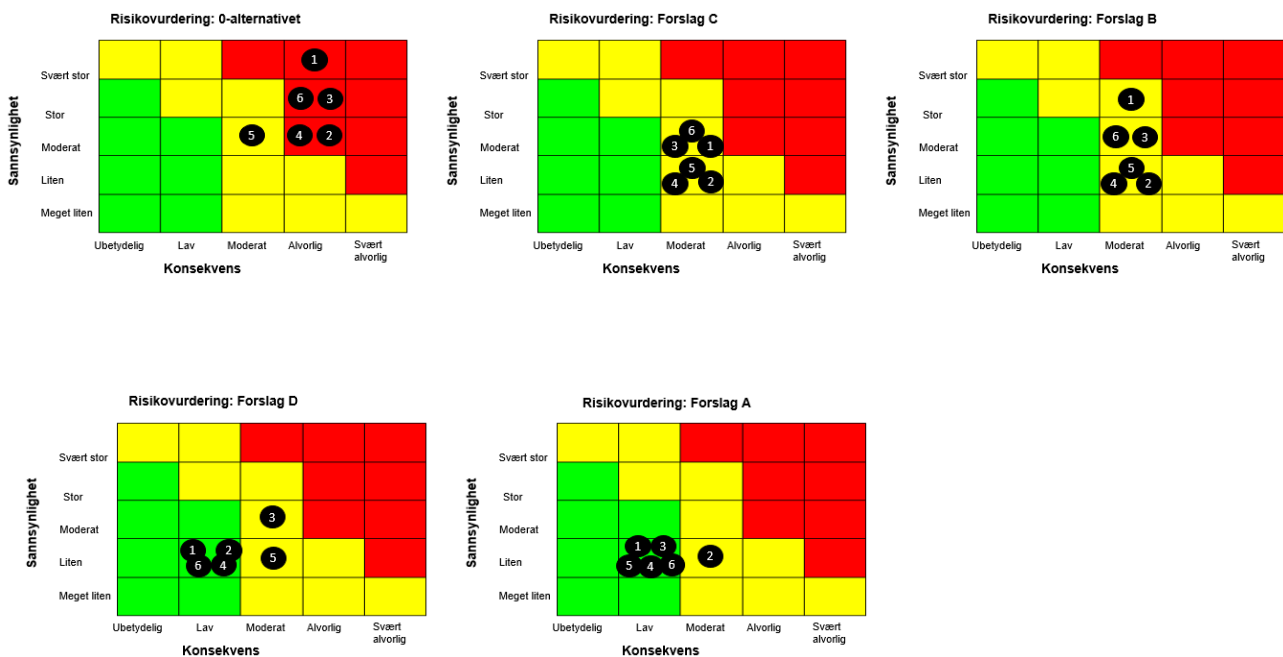 Risikovurdering: 0-alternativet
Sannsynlighet
Svært stor
Stor
Moderat
Liten
Meget liten
1
6 3
5 4 2
Ubetydelig Lav Moderat Alvorlig Svært
alvorlig
Konsekvens
Risikovurdering: Forslag C
Sannsynlighet
Svært stor
Stor
Moderat
Liten
Meget liten
6
3 1
5
4 2
Ubetydelig Lav Moderat Alvorlig Svært
alvorlig
Konsekvens
Risikovurdering: Forslag B
Sannsynlighet
Svært stor
Stor
Moderat
Liten
Meget liten
1
6 3
5
4 2
Ubetydelig Lav Moderat Alvorlig Svært
alvorlig
Konsekvens
Risikovurdering: Forslag D
Sannsynlighet
Svært stor
Stor
Moderat
Liten
Meget liten
3
1 2 5
6 4
Ubetydelig Lav Moderat Alvorlig Svært
alvorlig
Konsekvens
Risikovurdering: Forslag A
Sannsynlighet
Svært stor
Stor
Moderat
Liten
Meget liten
1 3 2
5 4 6
Ubetydelig Lav Moderat Alvorlig Svært
alvorlig
Konsekvens